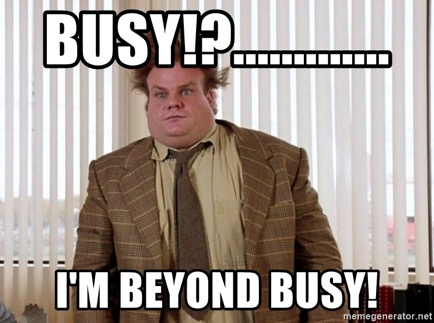 BUSY!?.............
I'M BEYOND BUSY!
memegenerator.net